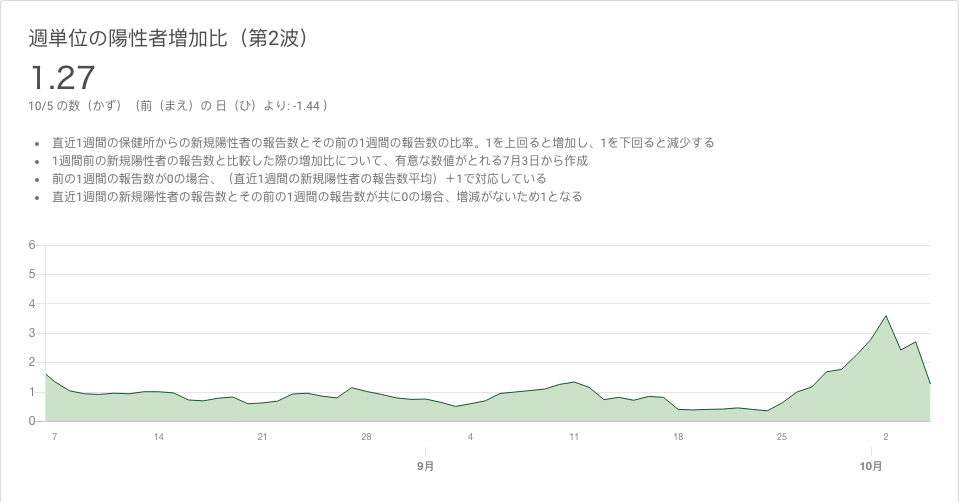 週単位の陽性者増加比（第2波）
1.27
10/5 の数（かず）（前（まえ）の 日（ひ）より: -1.44 ）
• 直近1週間の保健所からの新規陽性者の報告数とその前の1週間の報告数の比率。1を上回ると増加し、1を下回ると減少する
• 1週間前の新規陽性者の報告数と比較した際の増加比について、有意な数値がとれる7月3日から作成
• 前の1週間の報告数が0の場合、（直近1週間の新規陽性者の報告数平均）＋1で対応している
• 直近1週間の新規陽性者の報告数とその前の1週間の報告数が共に0の場合、増減がないため1となる
6
5
4
3
2
1
0
7 14 21 28 4 11 18 25 2
9月 10月